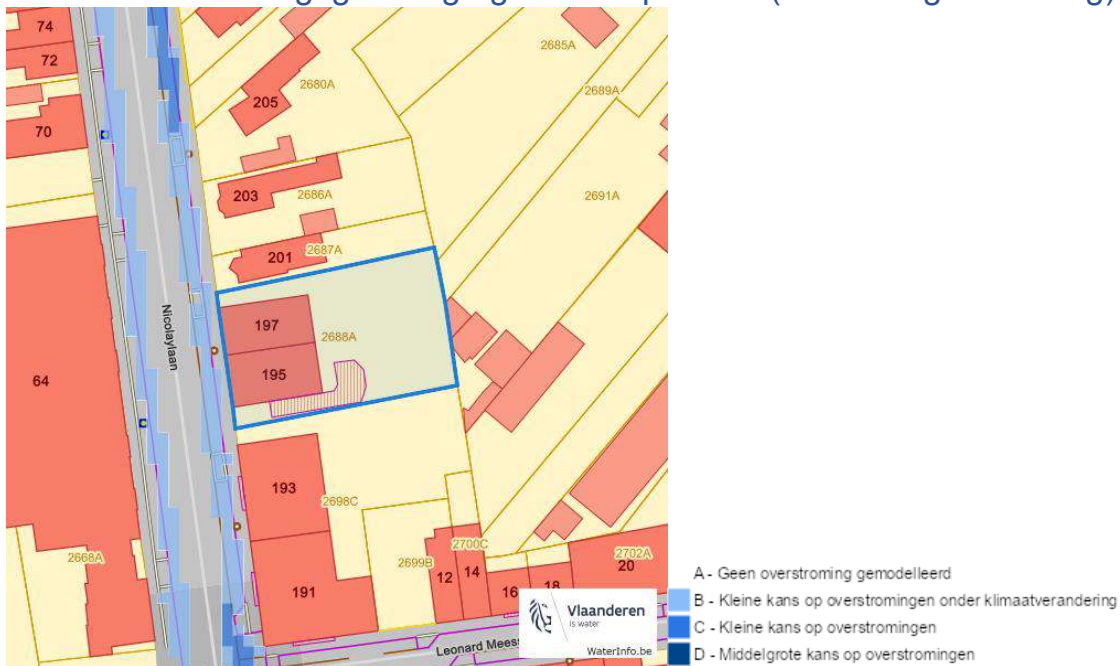 74
2685A
72
2680A
2689A
205
70
203
2686A
2691A
201
2687A
Nicolaylaan
197
2688A
195
64
193
2698C
2668A
2699B
2700C
2702A
12
14
16
18
20
191
Leonard Meess
Vlaanderen
is water
WaterInfo.be
A - Geen overstroming gemodelleerd
B - Kleine kans op overstromingen onder klimaatverandering
C - Kleine kans op overstromingen
D - Middelgrote kans op overstromingen